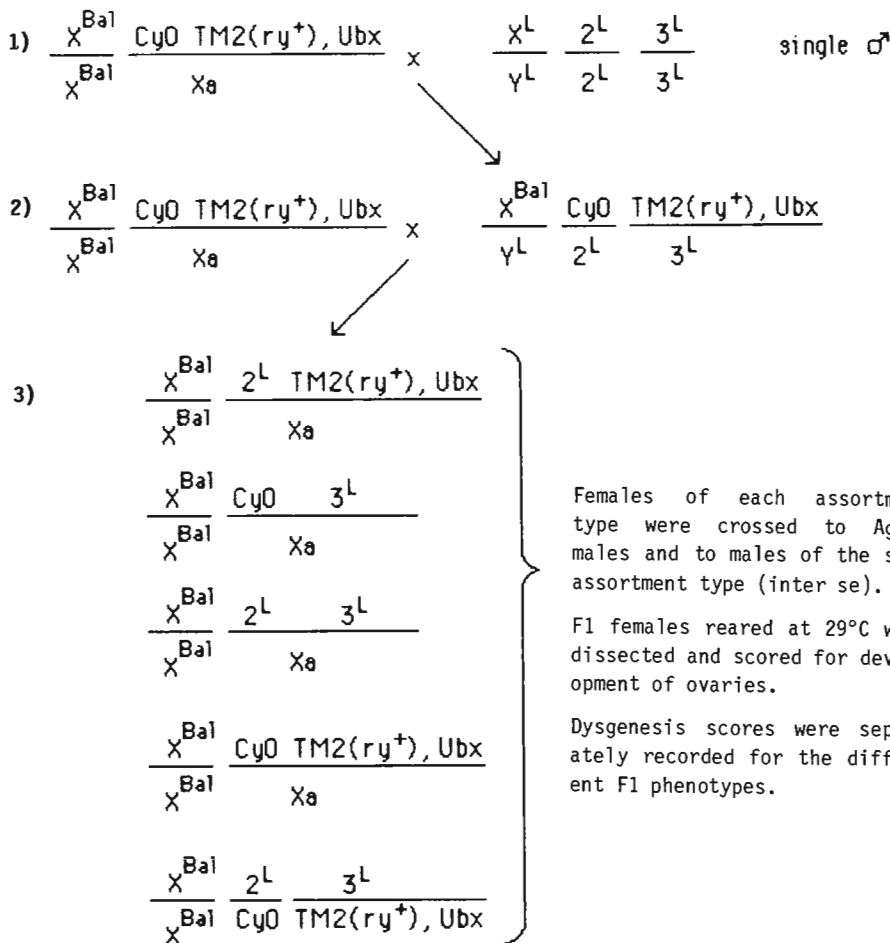 1) X^Bal CyO TM2(ry+), Ubx x X^L 2^L 3^L single ♂
X^Bal Xa Y^L 2^L 3^L
2) X^Bal CyO TM2(ry+), Ubx x X^Bal CyO TM2(ry+), Ubx
X^Bal Xa Y^L 2^L 3^L
3) X^Bal 2^L TM2(ry+), Ubx
X^Bal Xa
X^Bal CyO 3^L
X^Bal Xa
X^Bal 2^L 3^L
X^Bal Xa
X^Bal CyO TM2(ry+), Ubx
X^Bal Xa
X^Bal 2^L 3^L
X^Bal CyO TM2(ry+), Ubx
Females of each assortm
type were crossed to Ag
males and to males of the s
assortment type (inter se).
F1 females reared at 29°C w
dissected and scored for dev
opment of ovaries.
Dysgenesis scores were sep
ately recorded for the diff
ent F1 phenotypes.